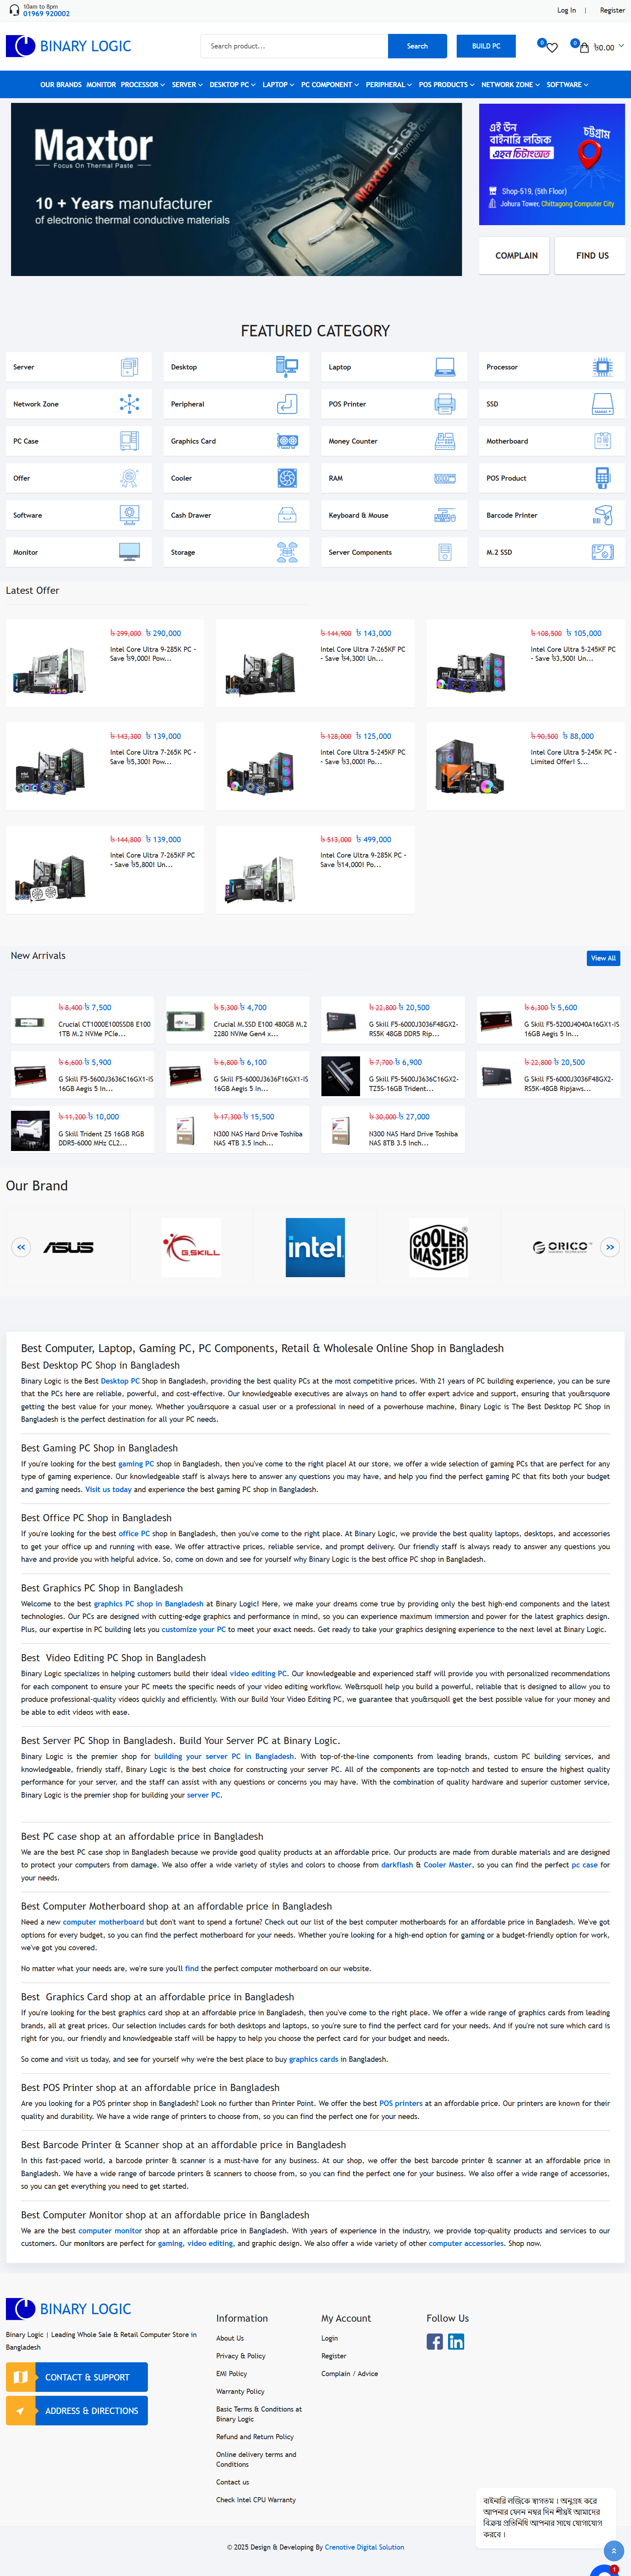 10am to 8pm
01969 920002
Log In | Register
BINARY LOGIC
Search product...
Search
BUILD PC
0
0
৳0.00
OUR BRANDS MONITOR PROCESSOR SERVER DESKTOP PC LAPTOP PC COMPONENT PERIPHERAL POS PRODUCTS NETWORK ZONE SOFTWARE
Maxtor
Focus On Thermal Paste
10 + Years manufacturer
of electronic thermal conductive materials
Maxtor CTG8
এই উন
বাইনারি লজিক
এহন চিটাংঅত
চট্টগ্রাম
Shop-519, (5th Floor)
Johura Tower, Chittagong Computer City
COMPLAIN
FIND US
FEATURED CATEGORY
Server
Desktop
Laptop
Processor
Network Zone
Peripheral
POS Printer
SSD
PC Case
Graphics Card
Money Counter
Motherboard
Offer
Cooler
RAM
POS Product
Software
Cash Drawer
Keyboard & Mouse
Barcode Printer
Monitor
Storage
Server Components
M.2 SSD
Latest Offer
৳ 299,000 ৳ 290,000
Intel Core Ultra 9-285K PC –
Save ৳9,000! Pow...
৳ 144,900 ৳ 143,000
Intel Core Ultra 7-265KF PC
– Save ৳4,300! Un...
৳ 108,500 ৳ 105,000
Intel Core Ultra 5-245KF PC
– Save ৳3,500! Un...
৳ 143,300 ৳ 139,000
Intel Core Ultra 7-265K PC –
Save ৳5,300! Pow...
৳ 128,000 ৳ 125,000
Intel Core Ultra 5-245KF PC
– Save ৳3,000! Po...
৳ 90,500 ৳ 88,000
Intel Core Ultra 5-245K PC –
Limited Offer! S...
৳ 144,800 ৳ 139,000
Intel Core Ultra 7-265KF PC
– Save ৳5,800! Un...
৳ 513,000 ৳ 499,000
Intel Core Ultra 9-285K PC –
Save ৳14,000! Po...
New Arrivals
View All
৳ 8,400 ৳ 7,500
Crucial CT1000E100SSD8 E100
1TB M.2 NVMe PCIe...
৳ 5,300 ৳ 4,700
Crucial M.SSD E100 480GB M.2
2280 NVMe Gen4 x...
৳ 22,800 ৳ 20,500
G Skill F5-6000J3036F48GX2-
RS5K 48GB DDR5 Rip...
৳ 6,300 ৳ 5,600
G Skill F5-5200J4040A16GX1-IS
16GB Aegis 5 In...
৳ 6,600 ৳ 5,900
G Skill F5-5600J3636C16GX1-IS
16GB Aegis 5 In...
৳ 6,800 ৳ 6,100
G Skill F5-6000J3636F16GX1-IS
16GB Aegis 5 In...
৳ 7,700 ৳ 6,900
G Skill F5-5600J3636C16GX2-
TZ5S-16GB Trident...
৳ 22,800 ৳ 20,500
G Skill F5-6000J3036F48GX2-
RS5K-48GB Ripjaws...
৳ 11,200 ৳ 10,000
G Skill Trident Z5 16GB RGB
DDR5-6000 MHz CL2...
৳ 17,300 ৳ 15,500
N300 NAS Hard Drive Toshiba
NAS 4TB 3.5 Inch...
৳ 30,000 ৳ 27,000
N300 NAS Hard Drive Toshiba
NAS 8TB 3.5 Inch...
Our Brand
ASUS
G.SKILL
intel
COOLER MASTER
ORICO
Best Computer, Laptop, Gaming PC, PC Components, Retail & Wholesale Online Shop in Bangladesh
Best Desktop PC Shop in Bangladesh
Binary Logic is the Best Desktop PC Shop in Bangladesh, providing the best quality PCs at the most competitive prices. With 21 years of PC building experience, you can be sure
that the PCs here are reliable, powerful, and cost-effective. Our knowledgeable executives are always on hand to offer expert advice and support, ensuring that you&rsquore
getting the best value for your money. Whether you&rsquore a casual user or a professional in need of a powerhouse machine, Binary Logic is The Best Desktop PC Shop in
Bangladesh is the perfect destination for all your PC needs.
Best Gaming PC Shop in Bangladesh
If you're looking for the best gaming PC shop in Bangladesh, then you've come to the right place! At our store, we offer a wide selection of gaming PCs that are perfect for any
type of gaming experience. Our knowledgeable staff is always here to answer any questions you may have, and help you find the perfect gaming PC that fits both your budget
and gaming needs. Visit us today and experience the best gaming PC shop in Bangladesh.
Best Office PC Shop in Bangladesh
If you're looking for the best office PC shop in Bangladesh, then you've come to the right place. At Binary Logic, we provide the best quality laptops, desktops, and accessories
to get your office up and running with ease. We offer attractive prices, reliable service, and prompt delivery. Our friendly staff is always ready to answer any questions you
have and provide you with helpful advice. So, come on down and see for yourself why Binary Logic is the best office PC shop in Bangladesh.
Best Graphics PC Shop in Bangladesh
Welcome to the best graphics PC shop in Bangladesh at Binary Logic! Here, we make your dreams come true by providing only the best high-end components and the latest
technologies. Our PCs are designed with cutting-edge graphics and performance in mind, so you can experience maximum immersion and power for the latest graphics design.
Plus, our expertise in PC building lets you customize your PC to meet your exact needs. Get ready to take your graphics designing experience to the next level at Binary Logic.
Best Video Editing PC Shop in Bangladesh
Binary Logic specializes in helping customers build their ideal video editing PC. Our knowledgeable and experienced staff will provide you with personalized recommendations
for each component to ensure your PC meets the specific needs of your video editing workflow. We&rsquoll help you build a powerful, reliable that is designed to allow you to
produce professional-quality videos quickly and efficiently. With our Build Your Video Editing PC, we guarantee that you&rsquoll get the best possible value for your money and
be able to edit videos with ease.
Best Server PC Shop in Bangladesh. Build Your Server PC at Binary Logic.
Binary Logic is the premier shop for building your server PC in Bangladesh. With top-of-the-line components from leading brands, custom PC building services, and
knowledgeable, friendly staff, Binary Logic is the best choice for constructing your server PC. All of the components are top-notch and tested to ensure the highest quality
performance for your server, and the staff can assist with any questions or concerns you may have. With the combination of quality hardware and superior customer service,
Binary Logic is the premier shop for building your server PC.
Best PC case shop at an affordable price in Bangladesh
We are the best PC case shop in Bangladesh because we provide good quality products at an affordable price. Our products are made from durable materials and are designed
to protect your computers from damage. We also offer a wide variety of styles and colors to choose from darkflash & Cooler Master, so you can find the perfect pc case for
your needs.
Best Computer Motherboard shop at an affordable price in Bangladesh
Need a new computer motherboard but don't want to spend a fortune? Check out our list of the best computer motherboards for an affordable price in Bangladesh. We've got
options for every budget, so you can find the perfect motherboard for your needs. Whether you're looking for a high-end option for gaming or a budget-friendly option for work,
we've got you covered.
No matter what your needs are, we're sure you'll find the perfect computer motherboard on our website.
Best Graphics Card shop at an affordable price in Bangladesh
If you're looking for the best graphics card shop at an affordable price in Bangladesh, then you've come to the right place. We offer a wide range of graphics cards from leading
brands, all at great prices. Our selection includes cards for both desktops and laptops, so you're sure to find the perfect card for your needs. And if you're not sure which card is
right for you, our friendly and knowledgeable staff will be happy to help you choose the perfect card for your budget and needs.
So come and visit us today, and see for yourself why we're the best place to buy graphics cards in Bangladesh.
Best POS Printer shop at an affordable price in Bangladesh
Are you looking for a POS printer shop in Bangladesh? Look no further than Printer Point. We offer the best POS printers at an affordable price. Our printers are known for their
quality and durability. We have a wide range of printers to choose from, so you can find the perfect one for your needs.
Best Barcode Printer & Scanner shop at an affordable price in Bangladesh
In this fast-paced world, a barcode printer & scanner is a must-have for any business. At our shop, we offer the best barcode printer & scanner at an affordable price in
Bangladesh. We have a wide range of barcode printers & scanners to choose from, so you can find the perfect one for your business. We also offer a wide range of accessories,
so you can get everything you need to get started.
Best Computer Monitor shop at an affordable price in Bangladesh
We are the best computer monitor shop at an affordable price in Bangladesh. With years of experience in the industry, we provide top-quality products and services to our
customers. Our monitors are perfect for gaming, video editing, and graphic design. We also offer a wide variety of other computer accessories. Shop now.
BINARY LOGIC
Binary Logic | Leading Whole Sale & Retail Computer Store in
Bangladesh
CONTACT & SUPPORT
ADDRESS & DIRECTIONS
Information
About Us
Privacy & Policy
EMI Policy
Warranty Policy
Basic Terms & Conditions at
Binary Logic
Refund and Return Policy
Online delivery terms and
Conditions
Contact us
Check Intel CPU Warranty
My Account
Login
Register
Complain / Advice
Follow Us
বাইনারি লজিকে স্বাগতম । অনুগ্রহ করে
আপনার ফোন নম্বর দিন শীঘ্রই আমাদের
বিক্রয় প্রতিনিধি আপনার সাথে যোগাযোগ
করবে ।
1
© 2025 Design & Developing By Crenotive Digital Solution